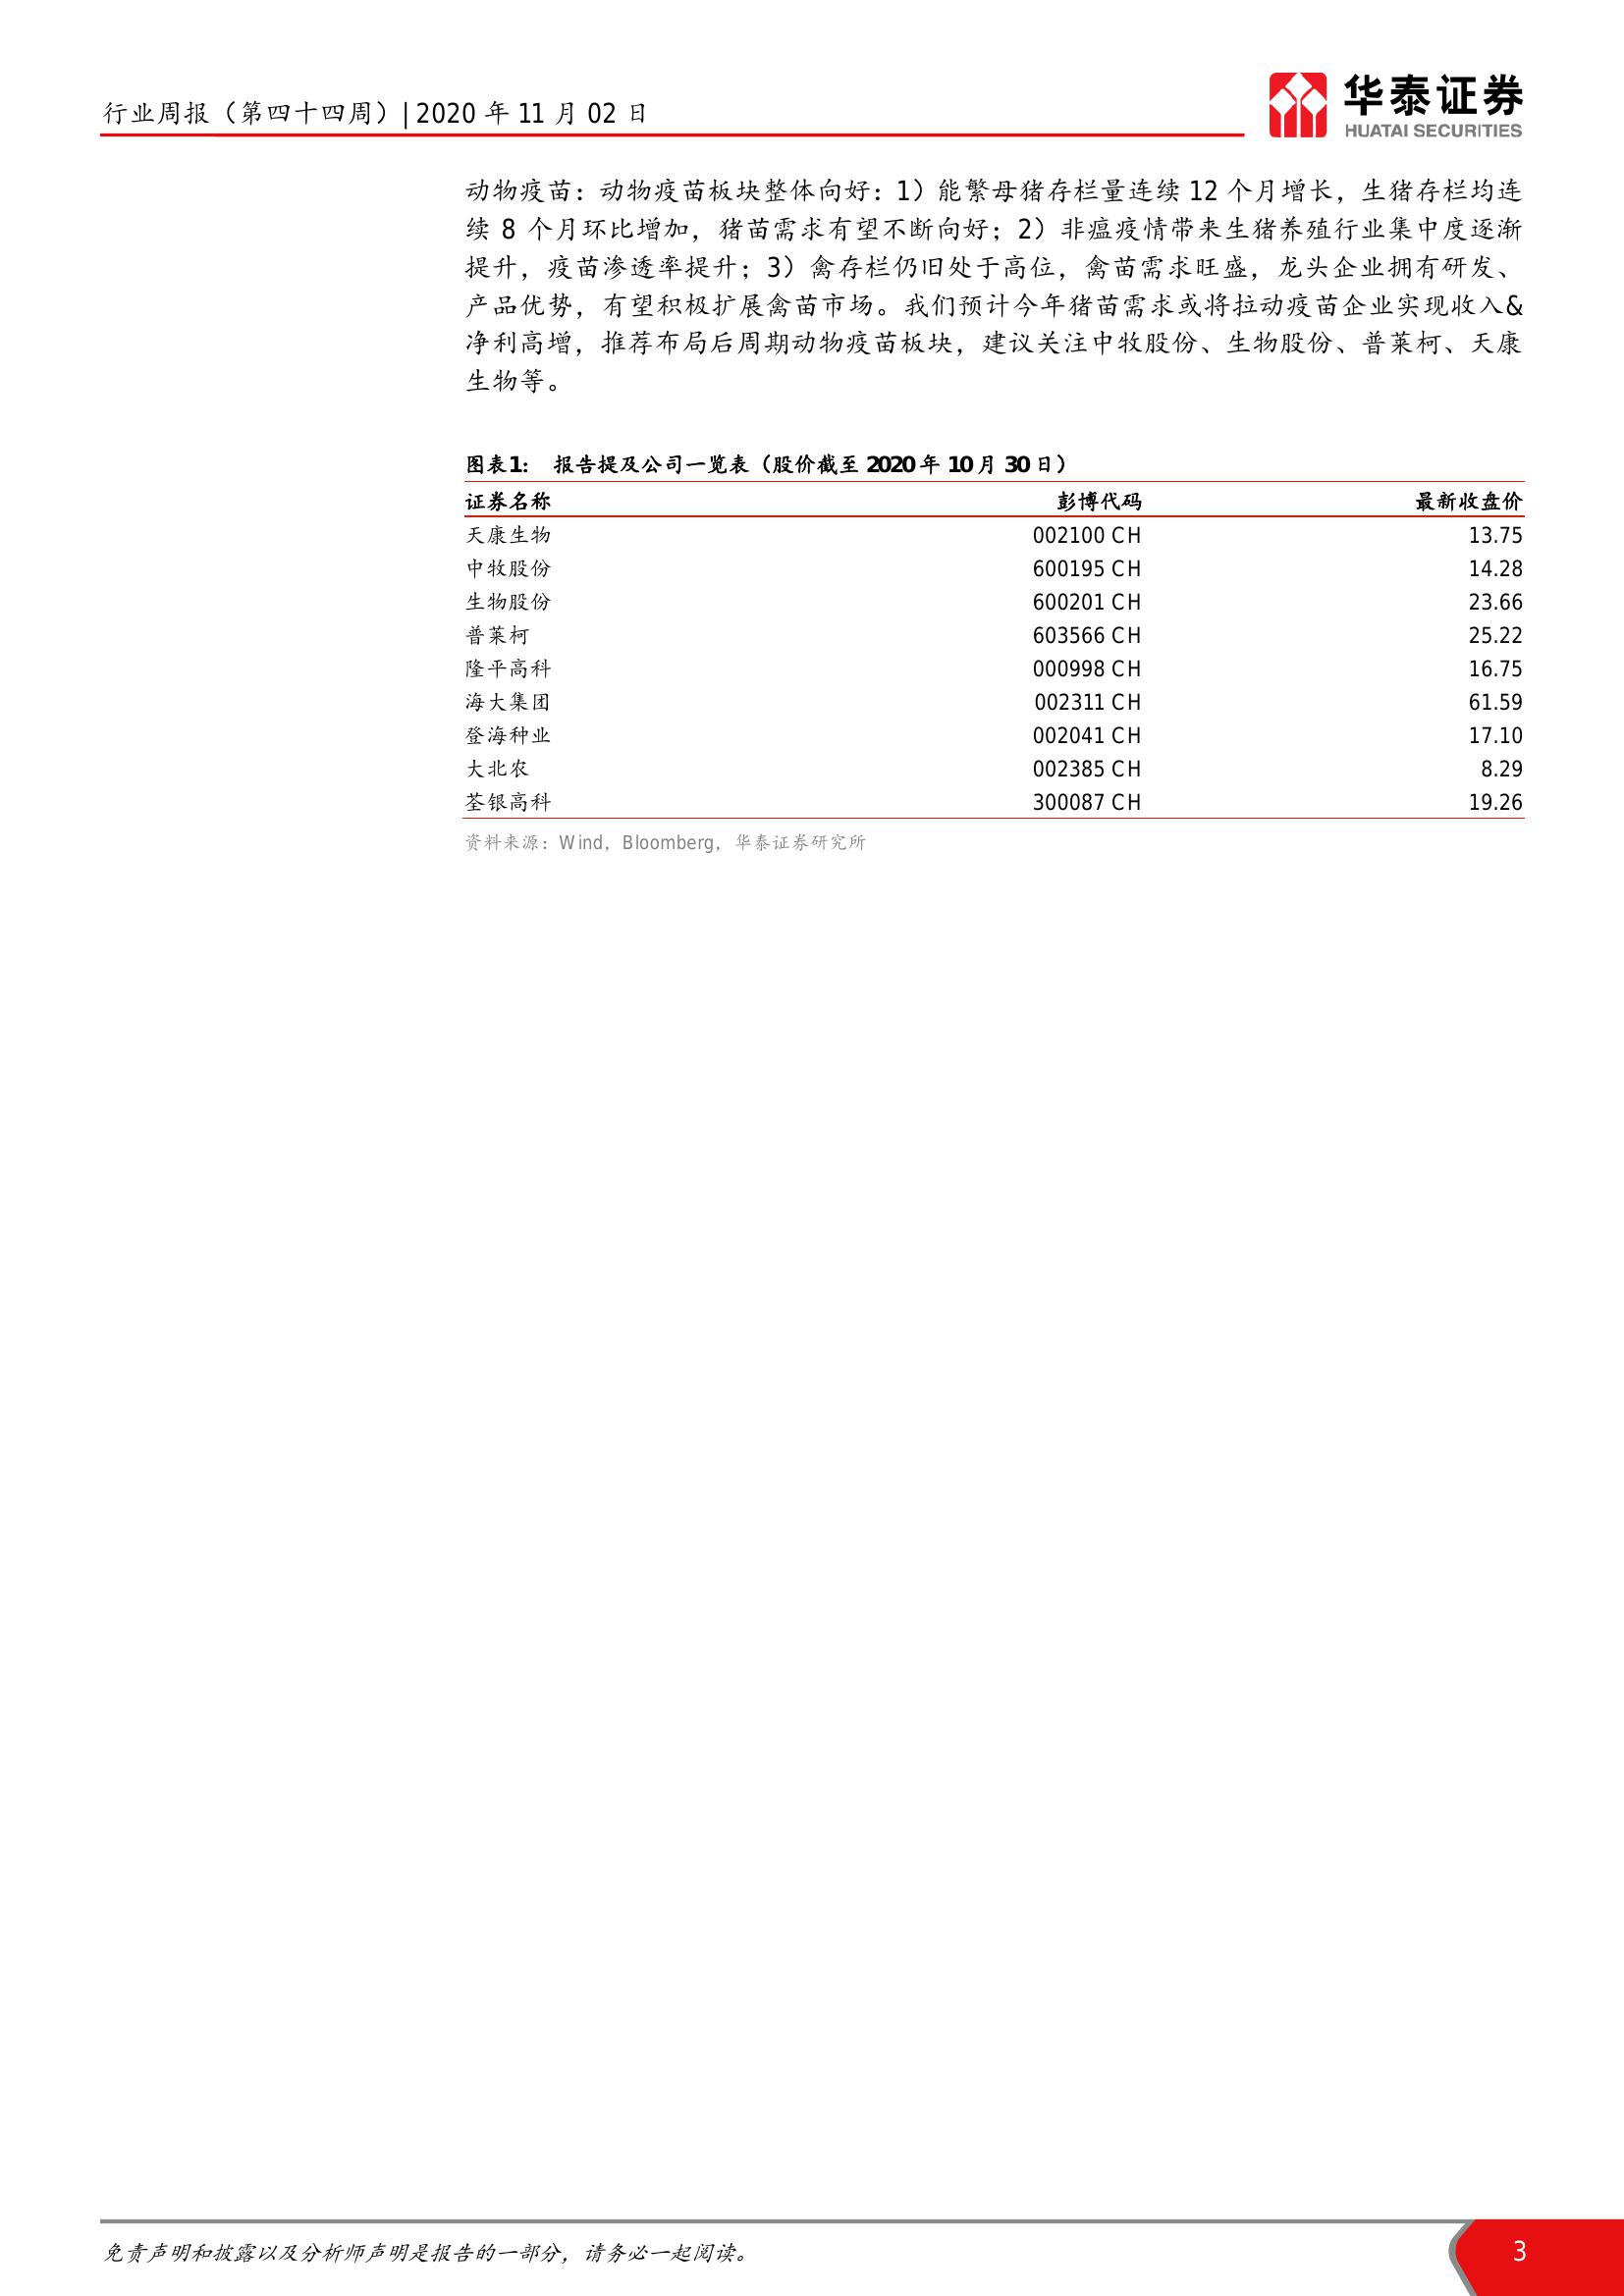 行业周报（第四十四周）| 2020 年 11 月 02 日
华泰证券
HUATAI SECURITIES
动物疫苗：动物疫苗板块整体向好：1）能繁母猪存栏量连续 12 个月增长，生猪存栏均连
续 8 个月环比增加，猪苗需求有望不断向好；2）非瘟疫情带来生猪养殖行业集中度逐渐
提升，疫苗渗透率提升；3）禽存栏仍旧处于高位，禽苗需求旺盛，龙头企业拥有研发、
产品优势，有望积极扩展禽苗市场。我们预计今年猪苗需求或将拉动疫苗企业实现收入&
净利高增，推荐布局后周期动物疫苗板块，建议关注中牧股份、生物股份、普莱柯、天康
生物等。
图表1： 报告提及公司一览表（股价截至 2020 年 10 月 30 日）
证券名称 彭博代码 最新收盘价
天康生物 002100 CH 13.75
中牧股份 600195 CH 14.28
生物股份 600201 CH 23.66
普莱柯 603566 CH 25.22
隆平高科 000998 CH 16.75
海大集团 002311 CH 61.59
登海种业 002041 CH 17.10
大北农 002385 CH 8.29
荃银高科 300087 CH 19.26
资料来源：Wind，Bloomberg，华泰证券研究所
免责声明和披露以及分析师声明是报告的一部分，请务必一起阅读。
3